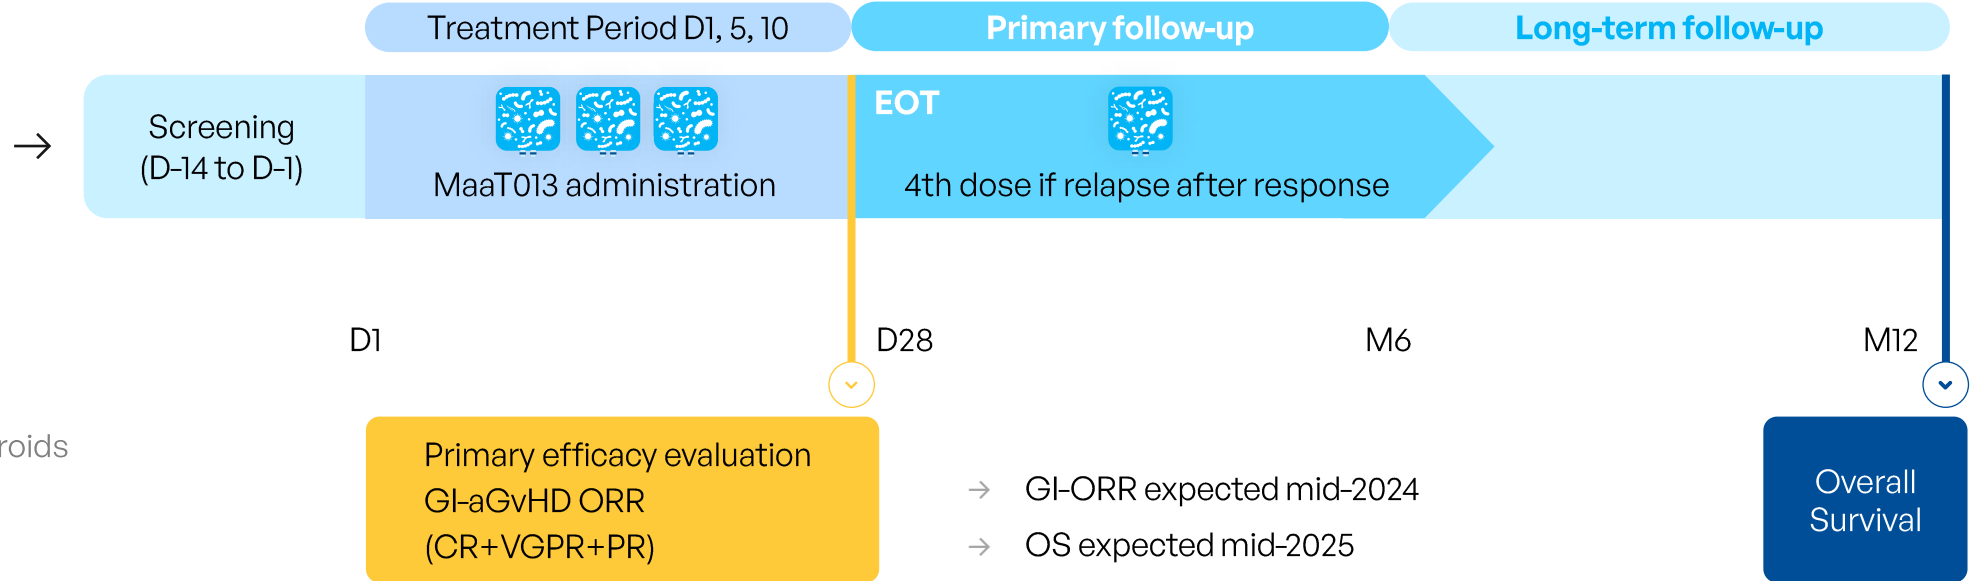 Treatment Period D1, 5, 10
Primary follow-up
Long-term follow-up
Screening
(D-14 to D-1)
MaaT013 administration
EOT
4th dose if relapse after response
D1
D28
M6
M12
roids
Primary efficacy evaluation
GI-aGvHD ORR
(CR+VGPR+PR)
→ GI-ORR expected mid-2024
→ OS expected mid-2025
Overall
Survival